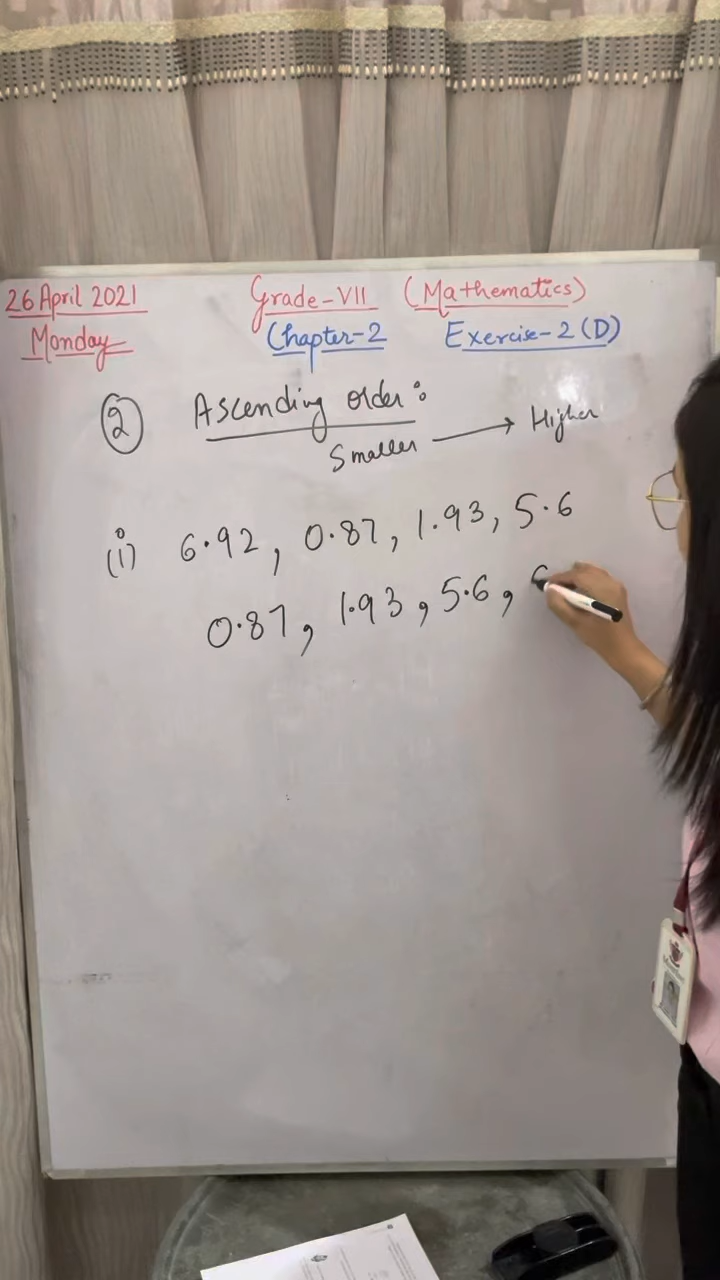 26 April 2021
Monday
Grade-VII (Mathematics)
Chapter-2 Exercise-2(D)
② Ascending order:
Smaller → Higher
(i) 6.92, 0.87, 1.93, 5.6
0.87, 1.93, 5.6,